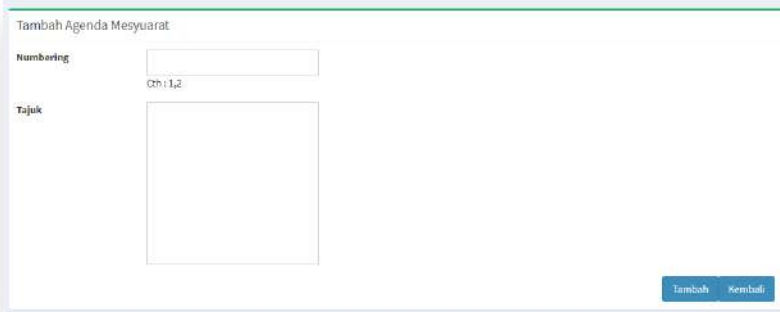 Tambah Agenda Mesyuarat
Numbering
Cth : 1,2
Tajuk
Tambah Kembali